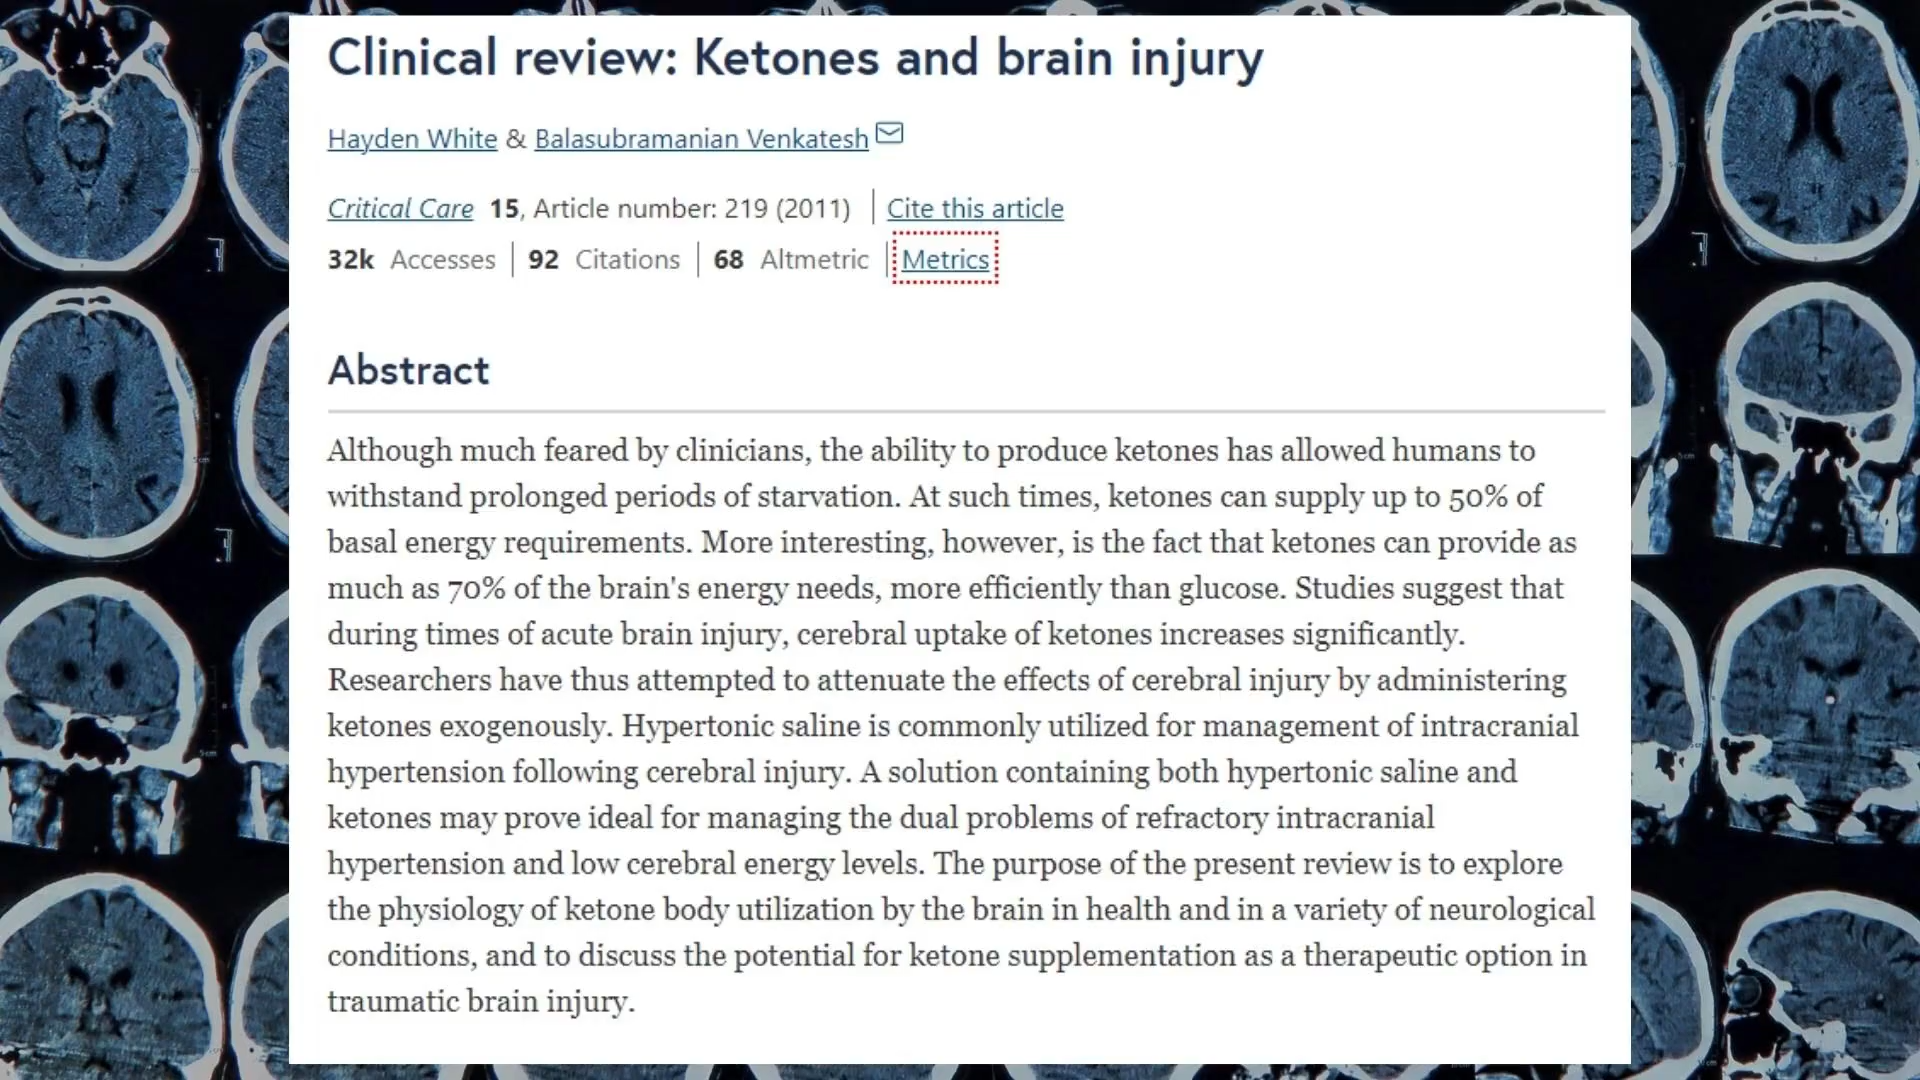 Clinical review: Ketones and brain injury
Hayden White & Balasubramanian Venkatesh
Critical Care 15, Article number: 219 (2011) | Cite this article
32k Accesses | 92 Citations | 68 Altmetric | Metrics
Abstract
Although much feared by clinicians, the ability to produce ketones has allowed humans to
withstand prolonged periods of starvation. At such times, ketones can supply up to 50% of
basal energy requirements. More interesting, however, is the fact that ketones can provide as
much as 70% of the brain's energy needs, more efficiently than glucose. Studies suggest that
during times of acute brain injury, cerebral uptake of ketones increases significantly.
Researchers have thus attempted to attenuate the effects of cerebral injury by administering
ketones exogenously. Hypertonic saline is commonly utilized for management of intracranial
hypertension following cerebral injury. A solution containing both hypertonic saline and
ketones may prove ideal for managing the dual problems of refractory intracranial
hypertension and low cerebral energy levels. The purpose of the present review is to explore
the physiology of ketone body utilization by the brain in health and in a variety of neurological
conditions, and to discuss the potential for ketone supplementation as a therapeutic option in
traumatic brain injury.